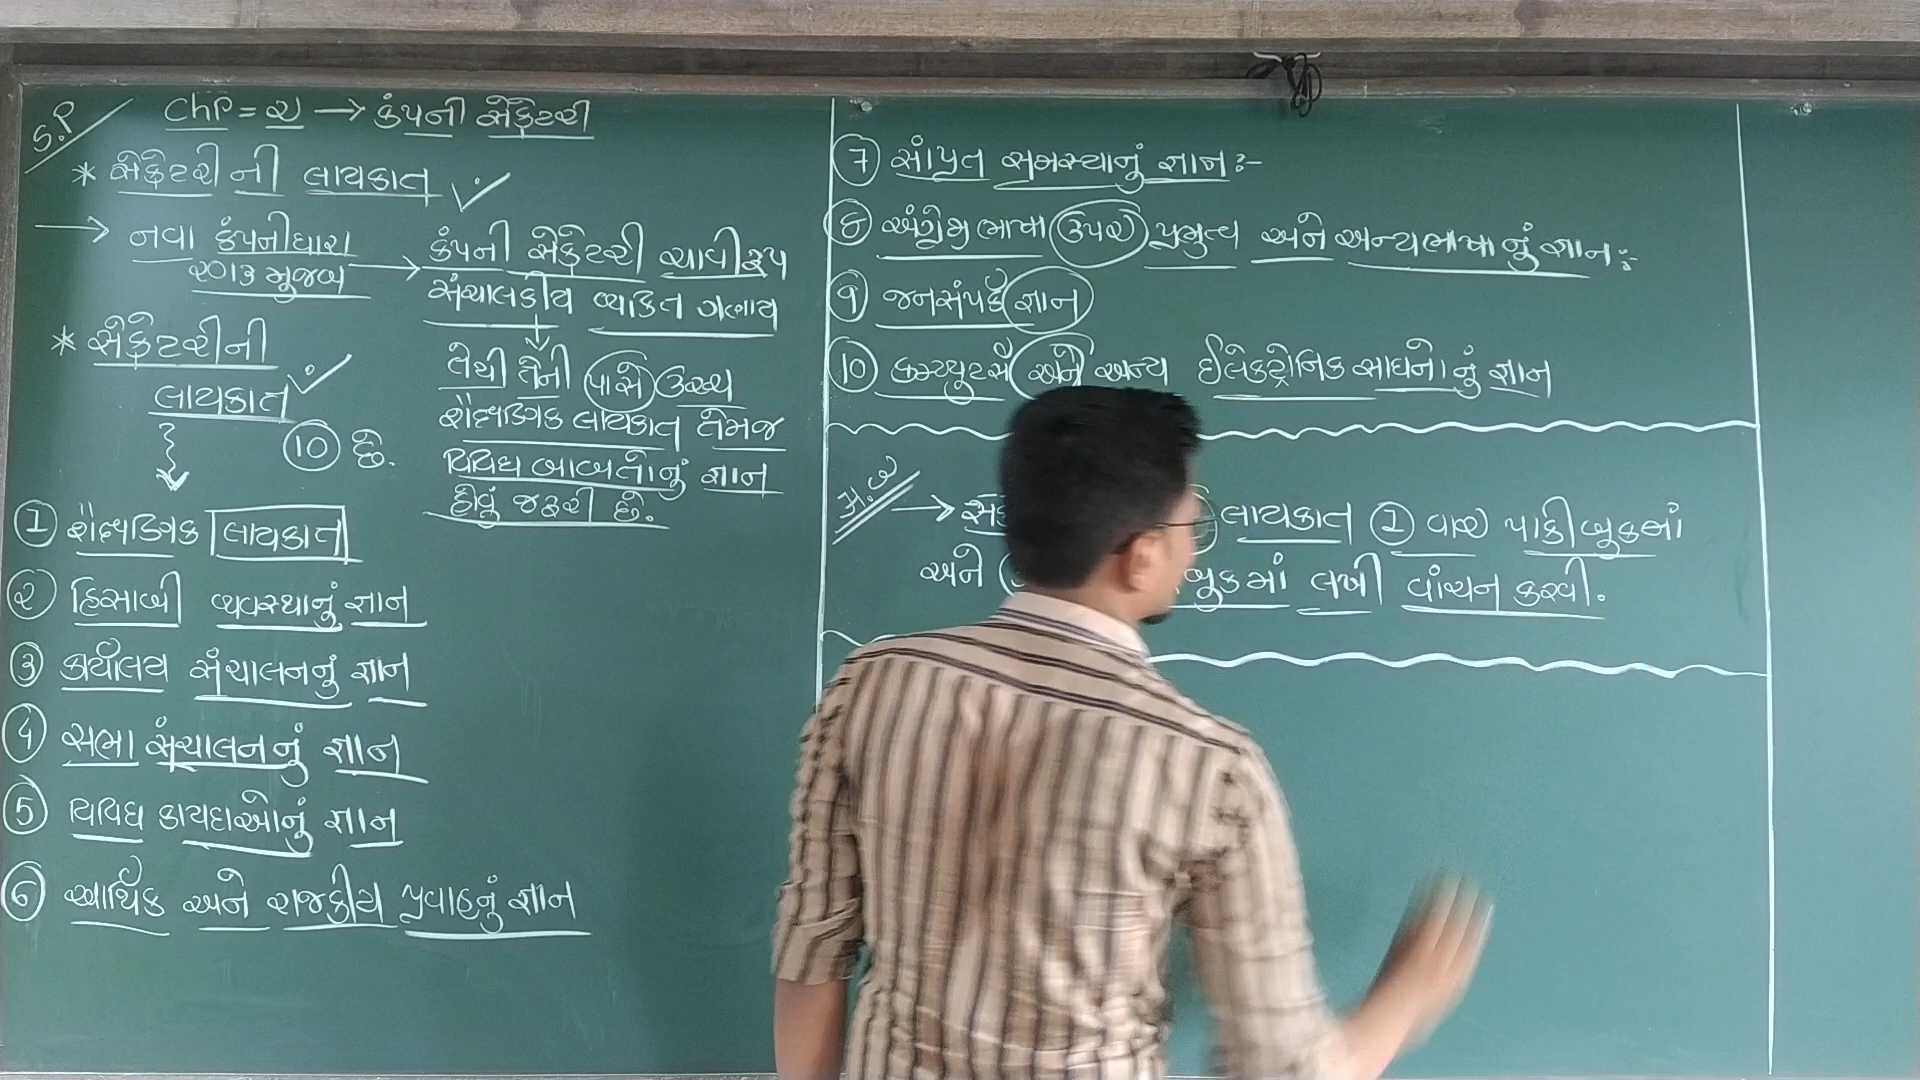 S.P
Chp = ૨ → કંપની સેક્રેટરી
* સેક્રેટરી ની લાયકાત ✓
→ નવા કંપનીધારા
૨૦૧૩ મુજબ → કંપની સેક્રેટરી ચાવીરૂપ
સંચાલકીય વ્યકિત ગણાય
↓
તેથી તેની પાસે ઉચ્ચ
શૈક્ષણિક લાયકાત તેમજ
વિવિધ બાબતોનું જ્ઞાન
હોવું જરૂરી છે.
* સેક્રેટરીની
લાયકાત ✓
10 છે.
1 શૈક્ષણિક લાયકાત
૨ હિસાબી વ્યવસ્થાનું જ્ઞાન
3 કાર્યાલય સંચાલનનું જ્ઞાન
4 સભા સંચાલનનું જ્ઞાન
5 વિવિધ કાયદાઓનું જ્ઞાન
6 આર્થિક અને રાજકીય પ્રવાહનું જ્ઞાન
7 સાંપ્રત સમસ્યાનું જ્ઞાન :-
8 અંગ્રેજી ભાષા ઉપર પ્રભુત્વ અને અન્ય ભાષાનું જ્ઞાન :-
9 જનસંપર્ક જ્ઞાન
10 કમ્પ્યુટર્સ અને અન્ય ઈલેકટ્રોનિક સાધનોનું જ્ઞાન
→ લાયકાત 1 વાર પાકીબુકમાં
અને બુકમાં લખી વાંચન કરવી.